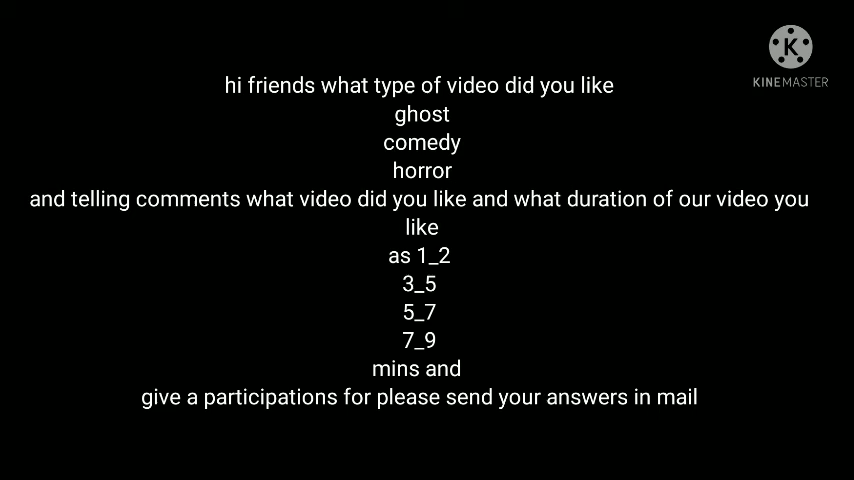 K
KINEMASTER
hi friends what type of video did you like
ghost
comedy
horror
and telling comments what video did you like and what duration of our video you
like
as 1_2
3_5
5_7
7_9
mins and
give a participations for please send your answers in mail